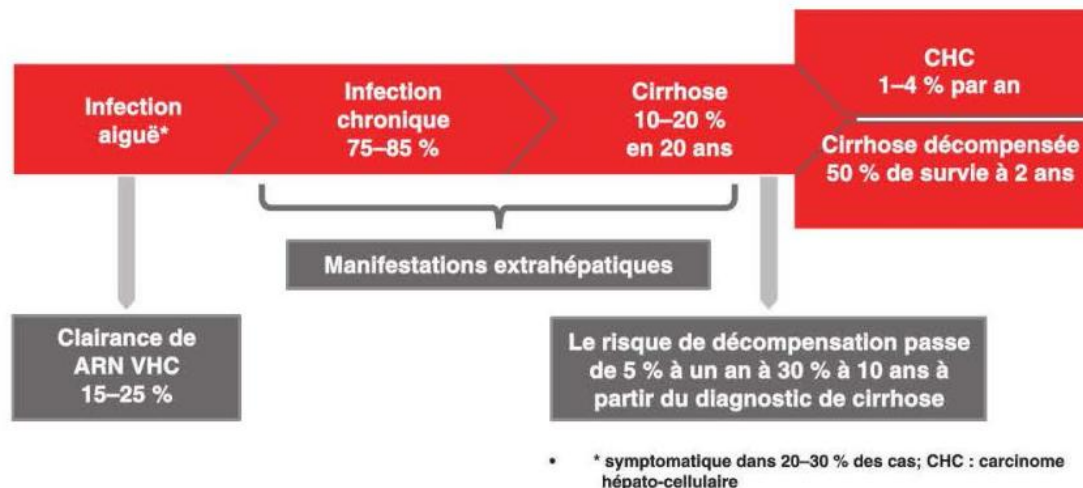 Infection
aiguë*
Infection
chronique
75–85 %
Cirrhose
10–20 %
en 20 ans
CHC
1–4 % par an
Cirrhose décompensée
50 % de survie à 2 ans
Manifestations extrahépatiques
Clairance de
ARN VHC
15–25 %
Le risque de décompensation passe
de 5 % à un an à 30 % à 10 ans à
partir du diagnostic de cirrhose
• * symptomatique dans 20–30 % des cas; CHC : carcinome
hépato-cellulaire